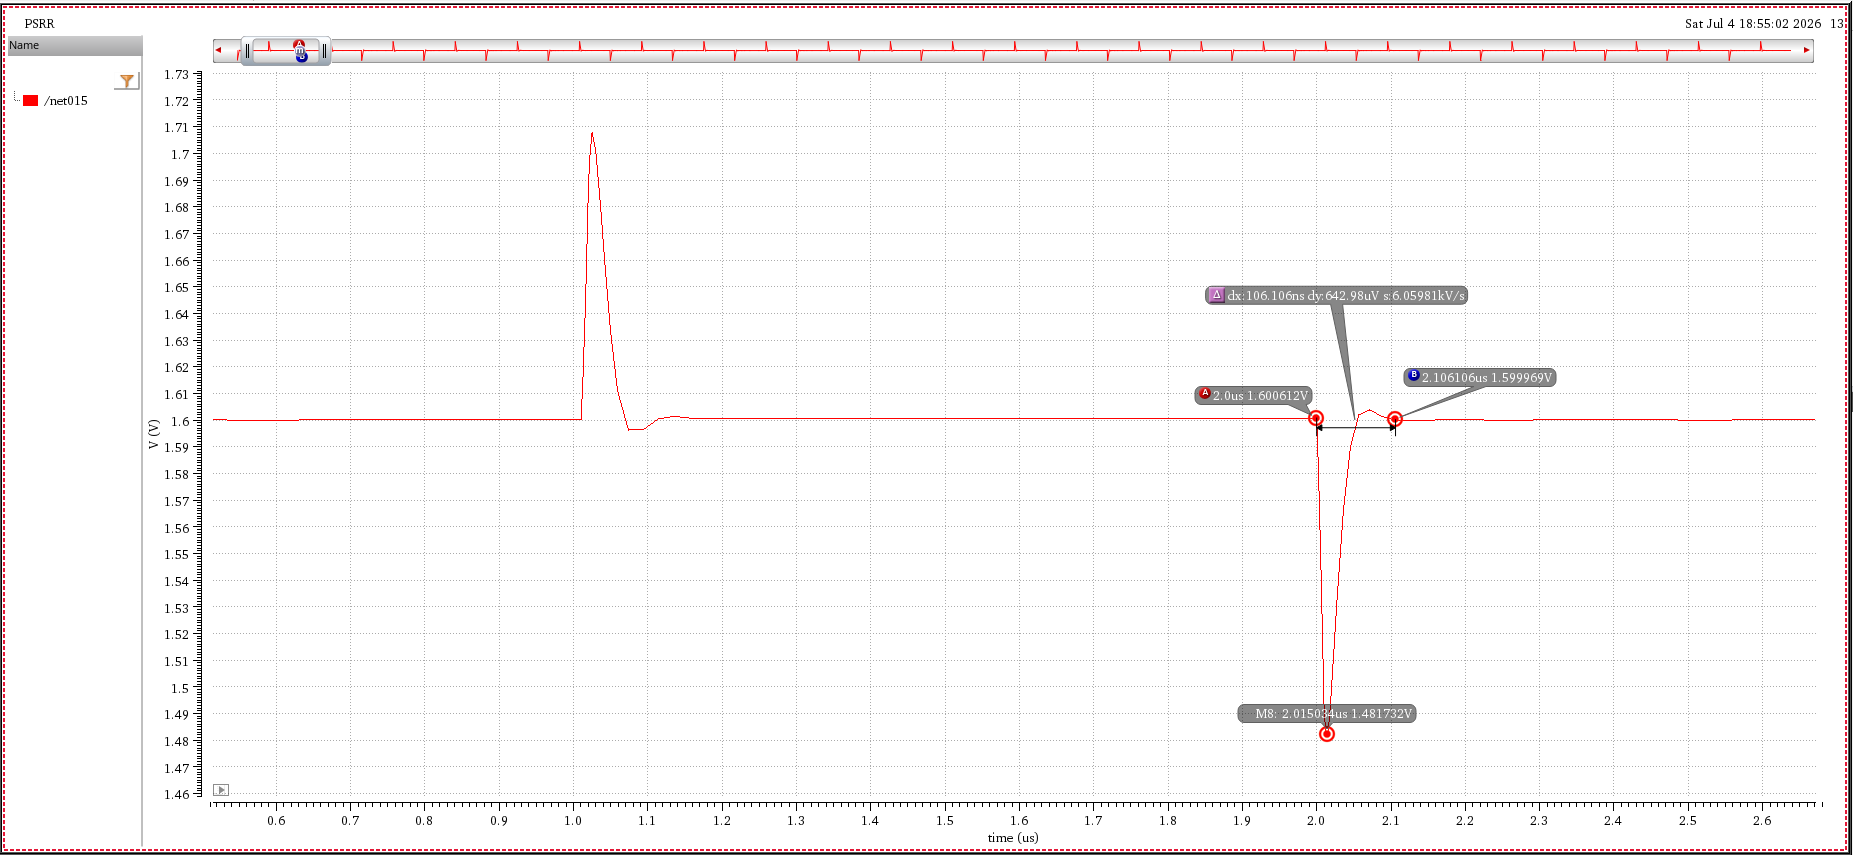 PSRR
Sat Jul 4 18:55:02 2026 13
Name
/net015
A
B
1.73
1.72
1.71
1.7
1.69
1.68
1.67
1.66
1.65
1.64
1.63
1.62
1.61
1.6
1.59
1.58
1.57
1.56
1.55
1.54
1.53
1.52
1.51
1.5
1.49
1.48
1.47
1.46
V (V)
Δ dx:106.106ns dy:642.98uV s:6.05981kV/s
B 2.106106us 1.599969V
A 2.0us 1.600612V
M8: 2.015034us 1.481732V
0.6 0.7 0.8 0.9 1.0 1.1 1.2 1.3 1.4 1.5 1.6 1.7 1.8 1.9 2.0 2.1 2.2 2.3 2.4 2.5 2.6
time (us)